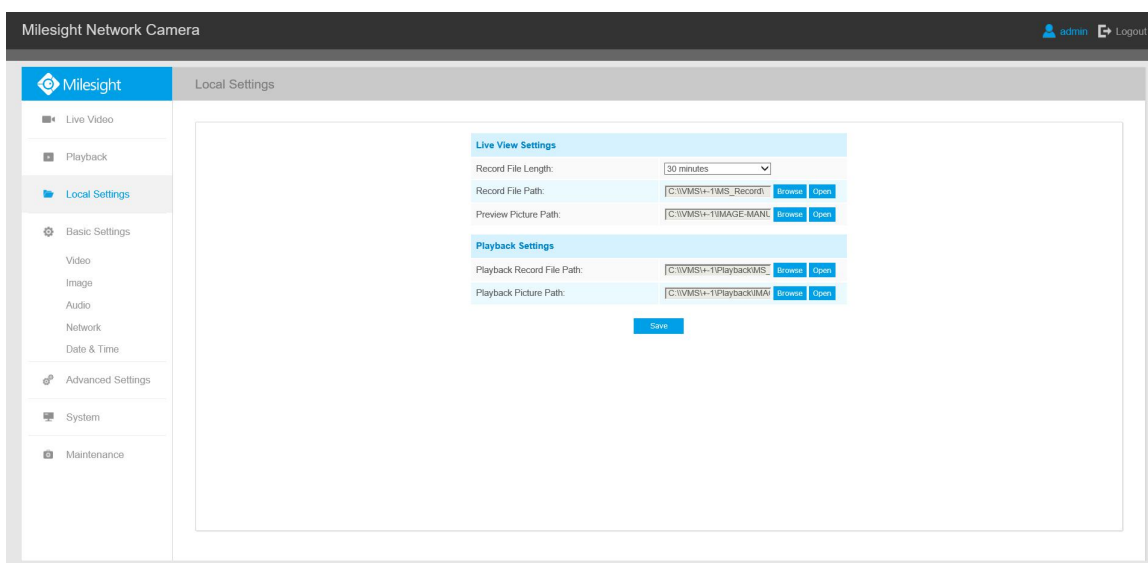 Milesight Network Camera
admin Logout
Milesight
Local Settings
Live Video
Playback
Local Settings
Basic Settings
Video
Image
Audio
Network
Date & Time
Advanced Settings
System
Maintenance
Live View Settings
Record File Length: 30 minutes
Record File Path: C:\\\VMS\+-1\MS_Record\ Browse Open
Preview Picture Path: C:\\\VMS\+-1\IMAGE-MANU Browse Open
Playback Settings
Playback Record File Path: C:\\\VMS\+-1\Playback\MS_ Browse Open
Playback Picture Path: C:\\\VMS\+-1\Playback\IMA Browse Open
Save